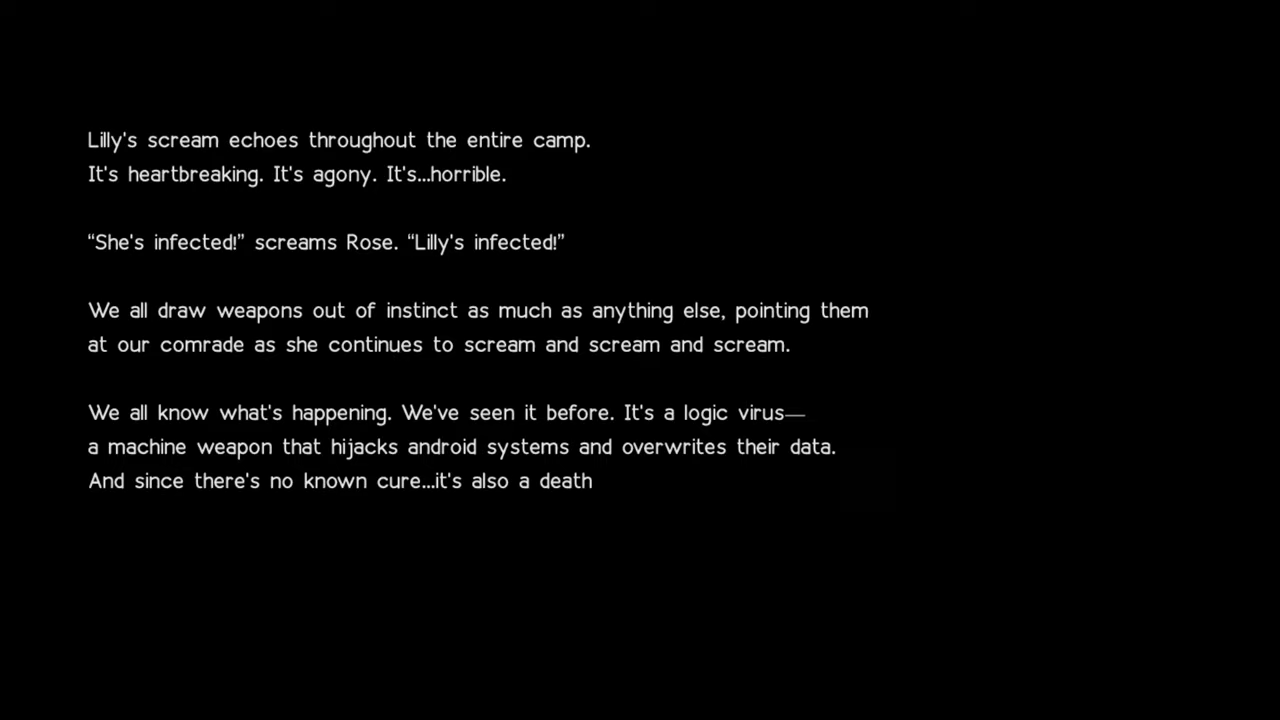 Lilly's scream echoes throughout the entire camp.
It's heartbreaking. It's agony. It's...horrible.
“She's infected!” screams Rose. “Lilly's infected!”
We all draw weapons out of instinct as much as anything else, pointing them
at our comrade as she continues to scream and scream and scream.
We all know what's happening. We've seen it before. It's a logic virus—
a machine weapon that hijacks android systems and overwrites their data.
And since there's no known cure...it's also a death